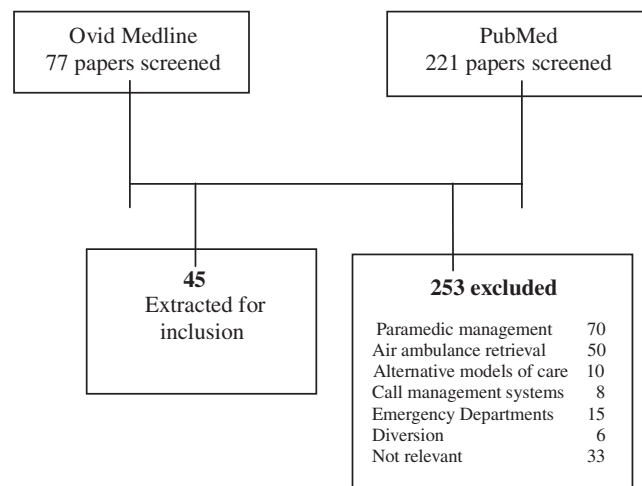 Ovid Medline
77 papers screened
PubMed
221 papers screened
45
Extracted for
inclusion
253 excluded
Paramedic management 70
Air ambulance retrieval 50
Alternative models of care 10
Call management systems 8
Emergency Departments 15
Diversion 6
Not relevant 33